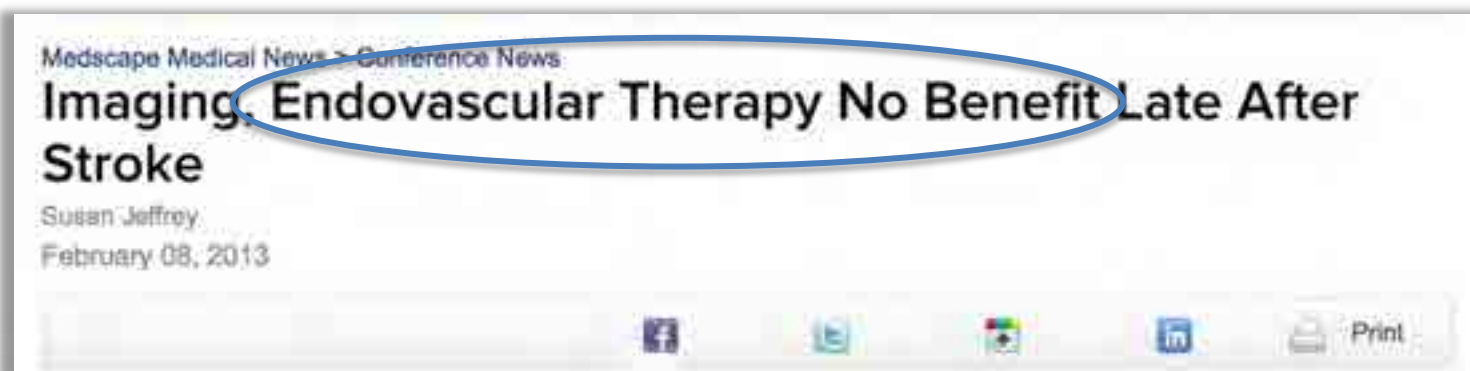 Medscape Medical News > Conference News
Imaging, Endovascular Therapy No Benefit Late After
Stroke
Susan Jeffrey
February 08, 2013
Print